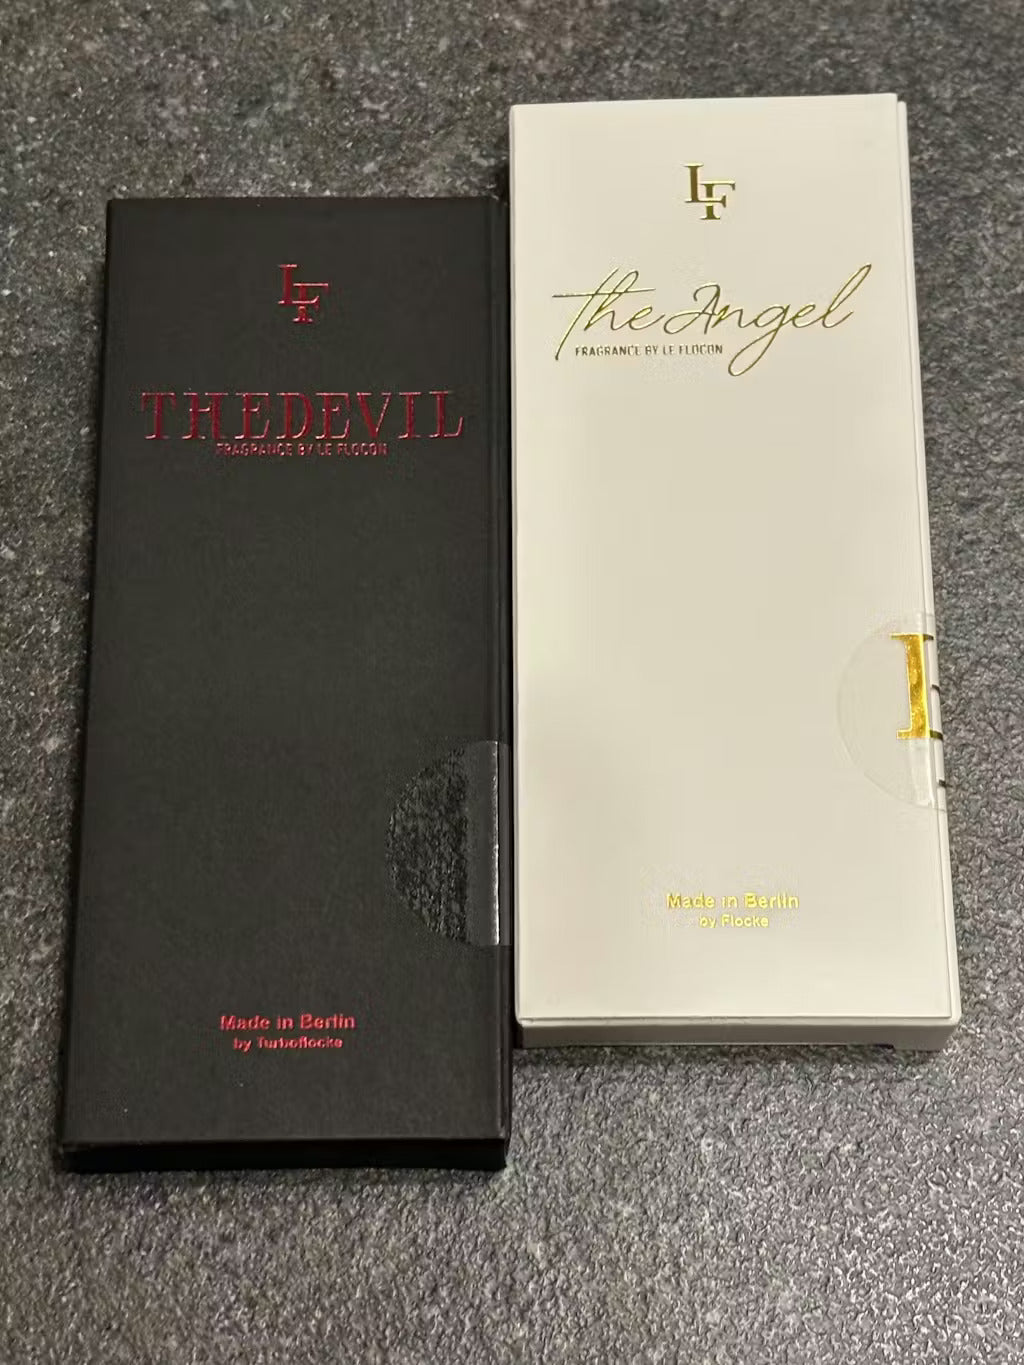 LF
THEDEVIL
FRAGRANCE BY LE FLOCON
Made in Berlin
by Turboflocke
LF
the Angel
FRAGRANCE BY LE FLOCON
L
Made in Berlin
by Flocke